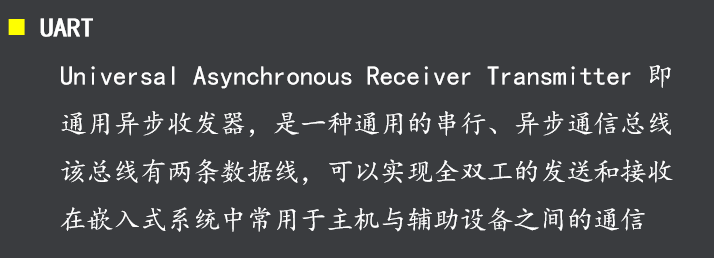 UART
Universal Asynchronous Receiver Transmitter 即
通用异步收发器，是一种通用的串行、异步通信总线
该总线有两条数据线，可以实现全双工的发送和接收
在嵌入式系统中常用于主机与辅助设备之间的通信